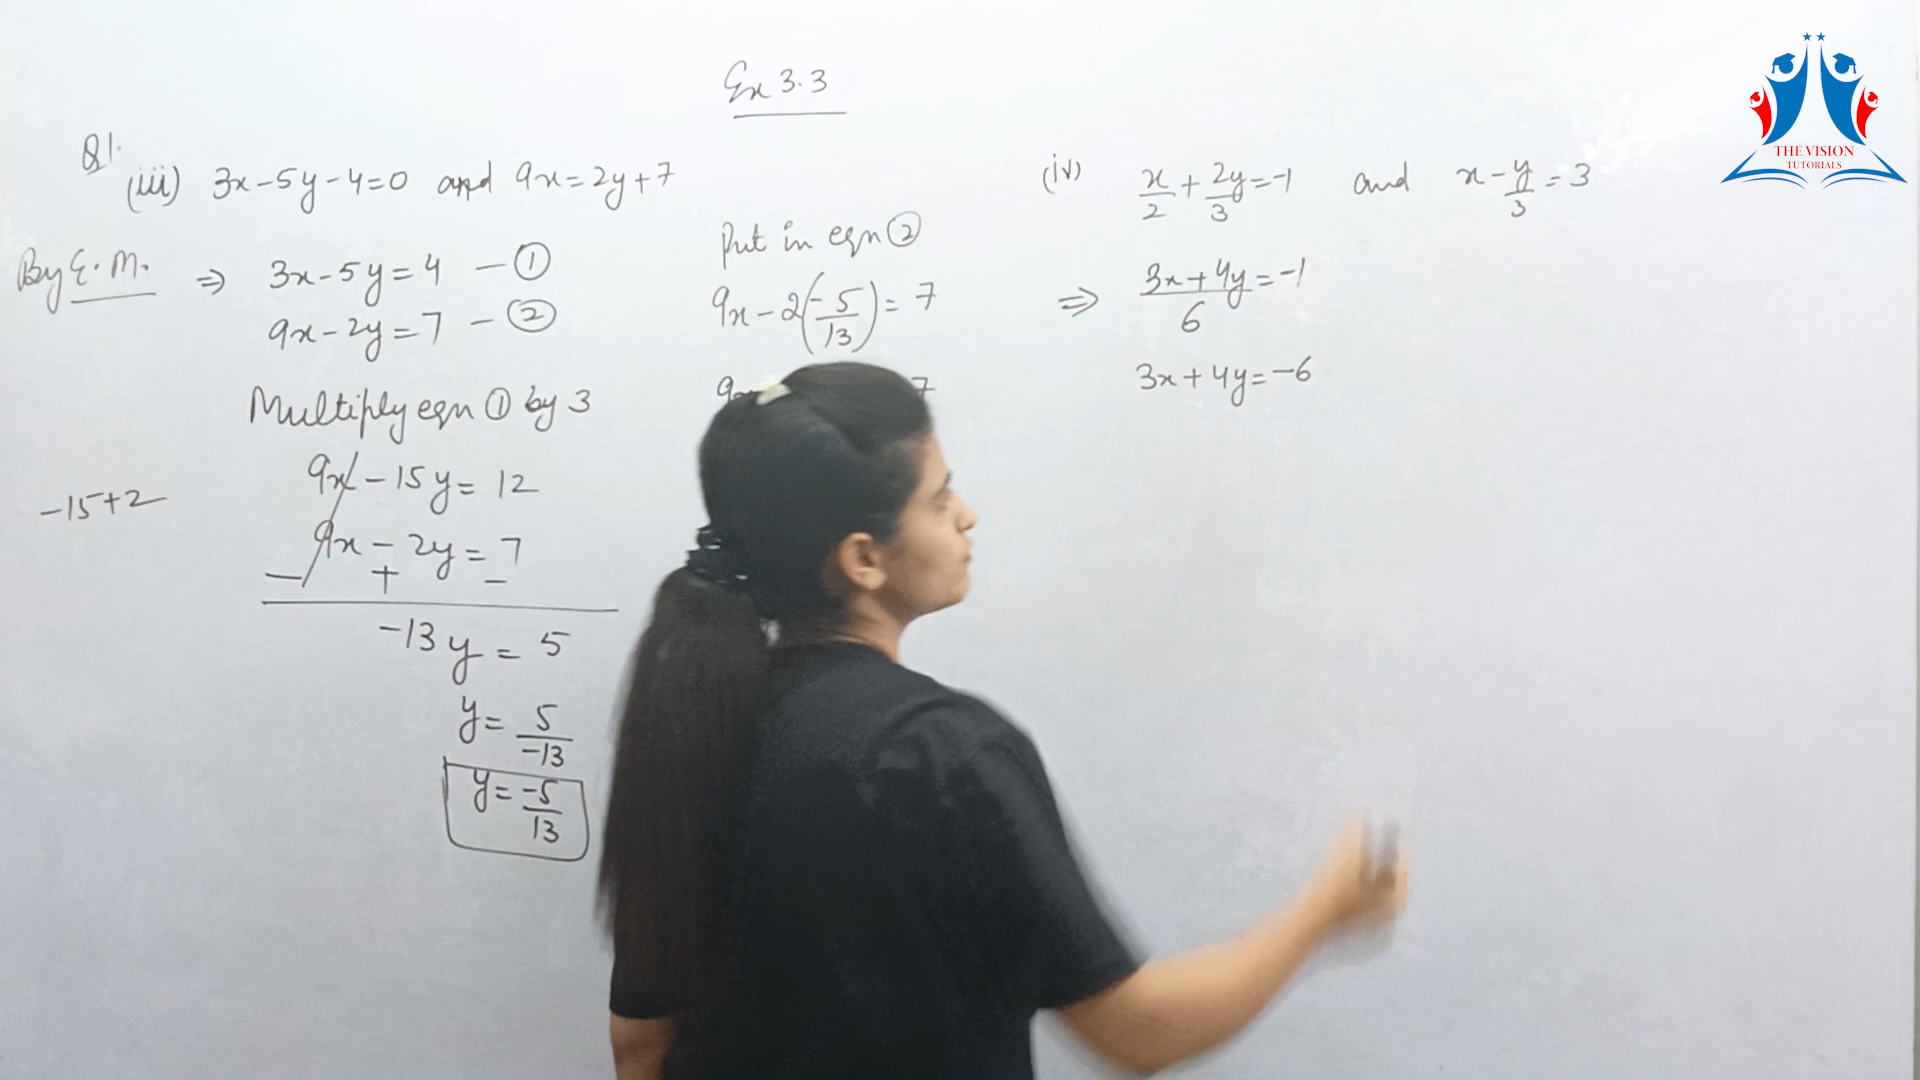 Ex 3.3
Q1.
(iii) 3x-5y-4=0 and 9x=2y+7
By E.M. ⇒ 3x-5y=4 -①
9x-2y=7 -②
Multiply eqn ① by 3
9x-15y=12
-15+2
9x-2y=7
- + -
-13y=5
y=5/-13
y=-5/13
Put in eqn ②
9x-2(-5/13)=7
9x 7
(iv) x/2+2y/3=-1 and x-y/3=3
⇒ 3x+4y/6=-1
3x+4y=-6
THE VISION
TUTORIALS